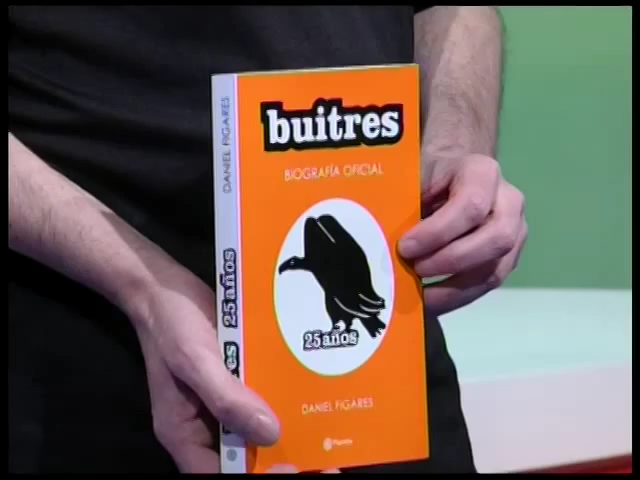 buitres
BIOGRAFÍA OFICIAL
25 años
DANIEL FIGARES
Planeta
DANIEL FIGARES
25 años